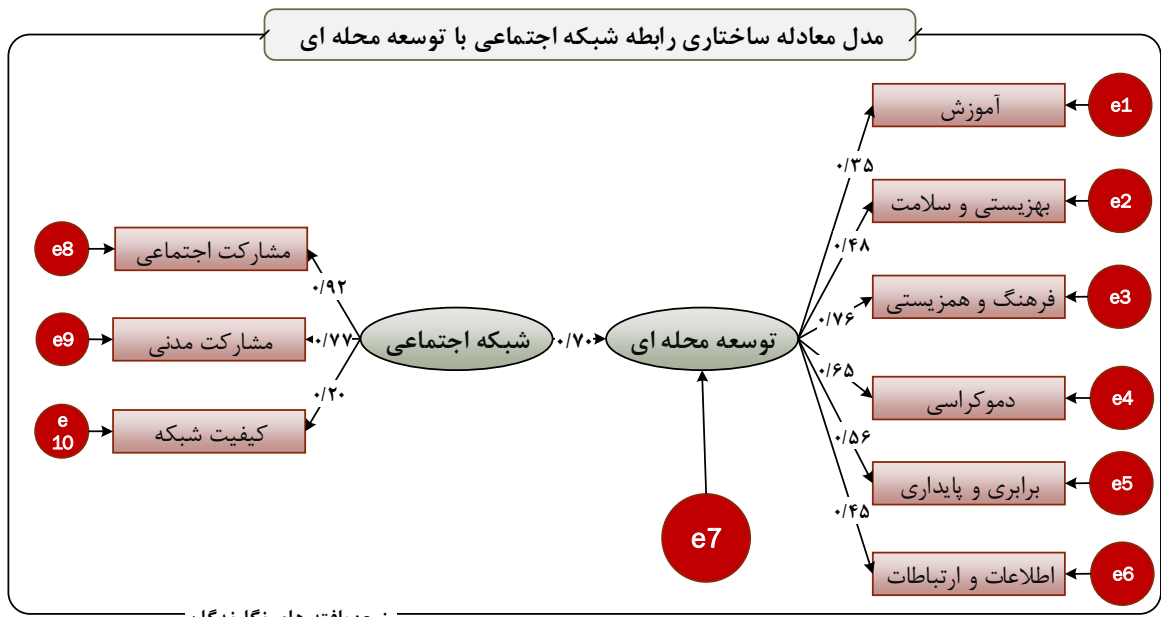 مدل معادله ساختاری رابطه شبکه اجتماعی با توسعه محله ای
آموزش
e1
۰/۳۵
بهزیستی و سلامت
e2
۰/۴۸
فرهنگ و همزیستی
e3
۰/۷۶
دموکراسی
e4
۰/۶۵
برابری و پایداری
e5
۰/۵۶
اطلاعات و ارتباطات
e6
۰/۴۵
توسعه محله ای
e7
۰/۷۰
شبکه اجتماعی
۰/۹۲
مشارکت اجتماعی
e8
۰/۷۷
مشارکت مدنی
e9
۰/۲۰
کیفیت شبکه
e
10